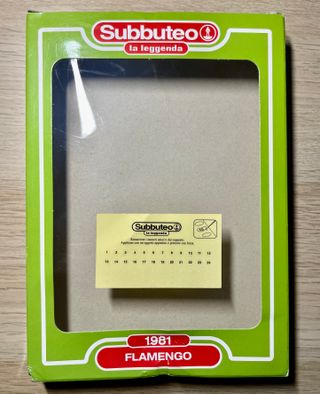 Subbuteo
la leggenda
Subbuteo
la leggenda
1 2 3 4 5 6 7 8 9 10 11 12
13 14 15 16 17 18 19 20 21 22 23 24
1981
FLAMENGO